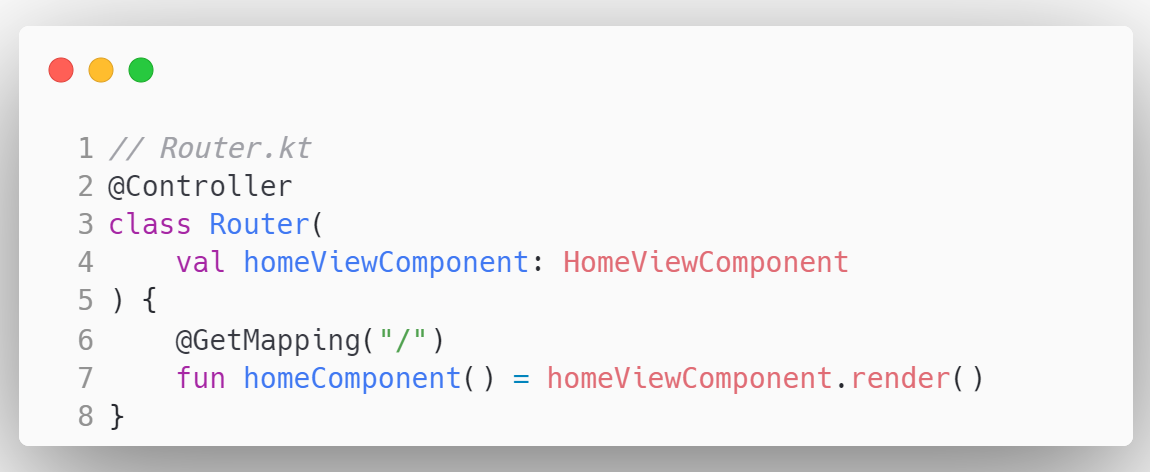 1 // Router.kt
2 @Controller
3 class Router(
4     val homeViewComponent: HomeViewComponent
5 ) {
6     @GetMapping("/")
7     fun homeComponent() = homeViewComponent.render()
8 }